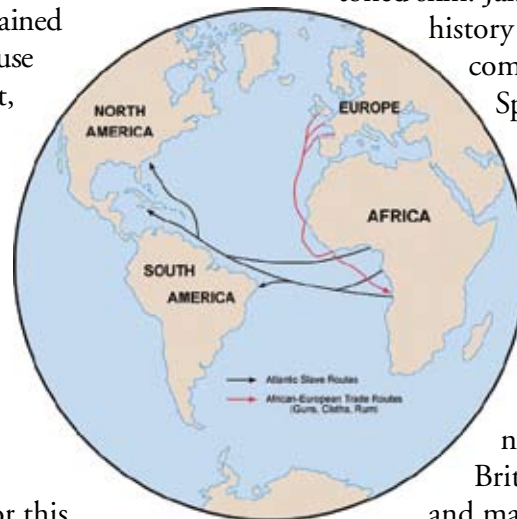 ained
use
t,
history
com
Sp
NORTH
AMERICA
EUROPE
AFRICA
SOUTH
AMERICA
Atlantic Slave Routes
African-European Trade Routes
(Guns, Cloths, Rum)
n
Brit
or this
and ma